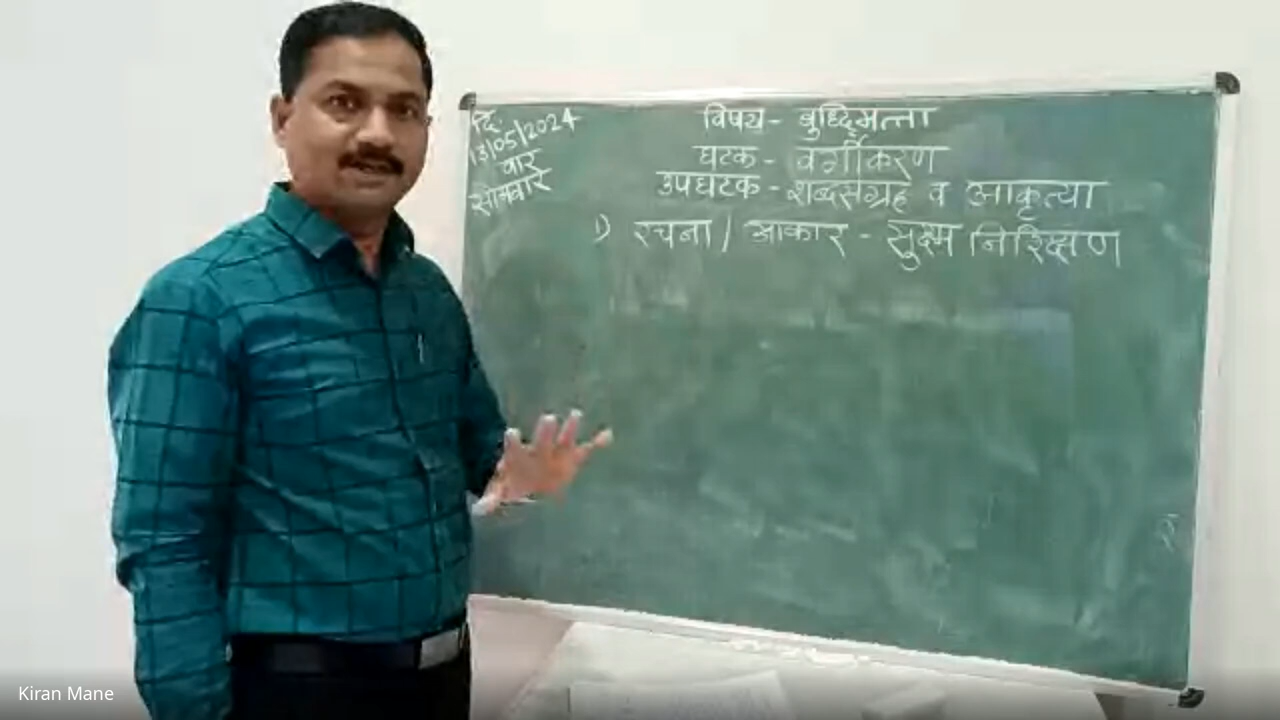 दि.
13/05/2024
वार
सोमवार
विषय - बुध्दिमत्ता
घटक - वर्गीकरण
उपघटक - शब्दसंग्रह व आकृत्या
1) रचना / आकार - सुक्ष्म निरिक्षण
Kiran Mane